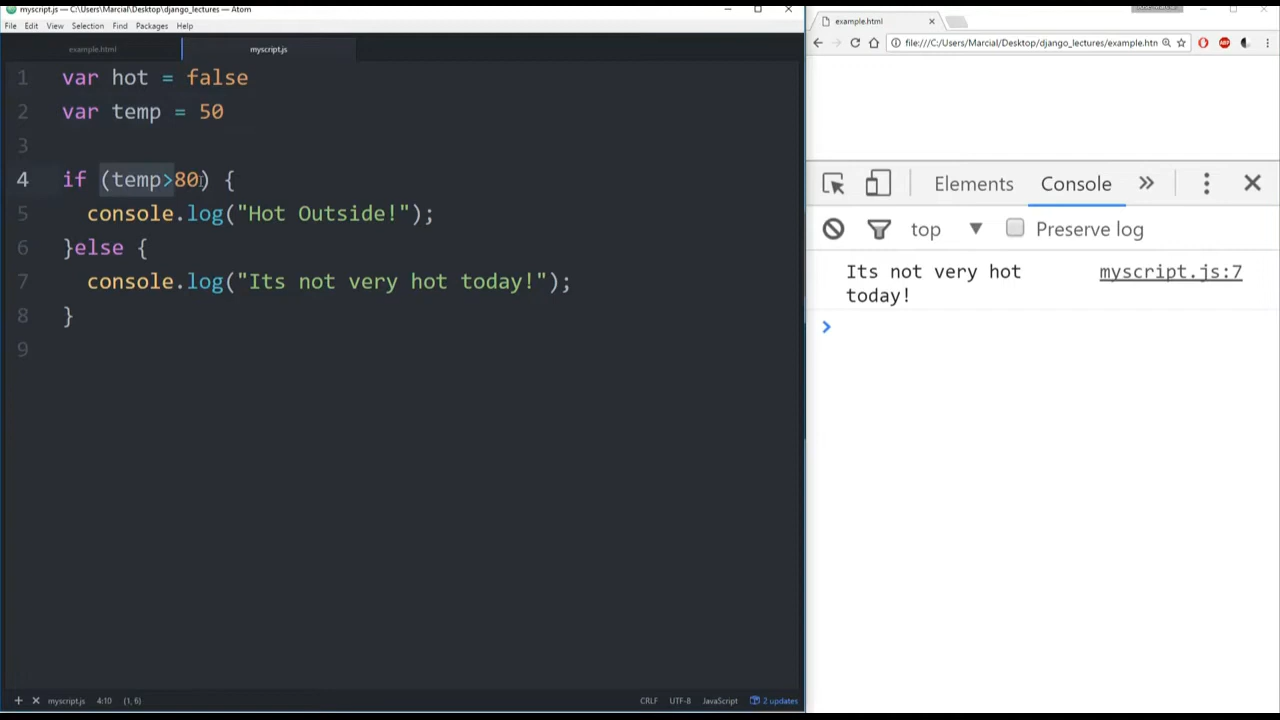 myscript.js — C:\Users\Marcial\Desktop\django_lectures — Atom
File Edit View Selection Find Packages Help
example.html myscript.js
1 var hot = false
2 var temp = 50
3
4 if (temp>80) {
5 console.log("Hot Outside!");
6 }else {
7 console.log("Its not very hot today!");
8 }
9
+ × myscript.js 4:10 (1, 6) CRLF UTF-8 JavaScript 2 updates
example.html ×
file:///C:/Users/Marcial/Desktop/django_lectures/example.htn
ABP
Elements Console »
top ▼ Preserve log
Its not very hot myscript.js:7
today!
>